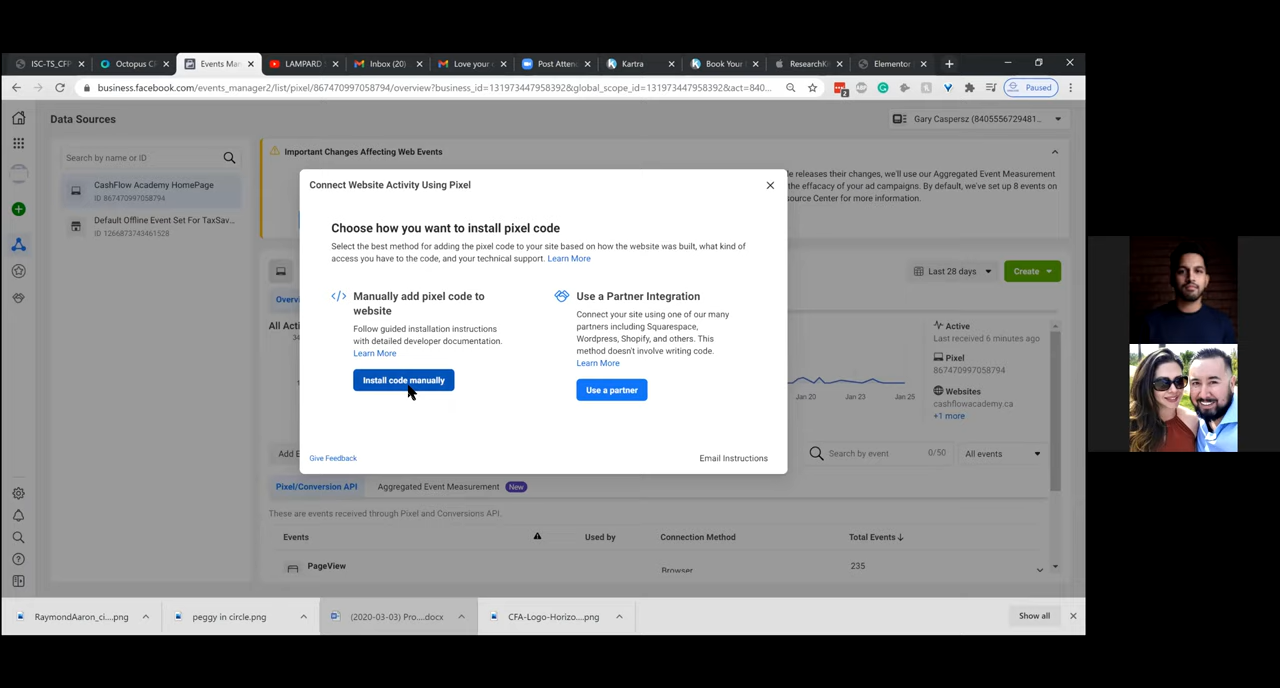 ISC-TS_CFP
Octopus CF
Events Ma
LAMPARD S
Inbox (20)
Love your
Post Atten
Kartra
Book Your
ResearchK
Elementor
business.facebook.com/events_manager2/list/pixel/867470997058794/overview?business_id=131973447958392&global_scope_id=131973447958392&act=840...
2
Paused
Data Sources
Gary Caspersz (8405556729481...
Search by name or ID
CashFlow Academy HomePage
ID 867470997058794
Default Offline Event Set For TaxSav...
ID 1266873743461528
Important Changes Affecting Web Events
e releases their changes, we'll use our Aggregated Event Measurement
the effacacy of your ad campaigns. By default, we've set up 8 events on
source Center for more information.
Connect Website Activity Using Pixel
Choose how you want to install pixel code
Select the best method for adding the pixel code to your site based on how the website was built, what kind of
access you have to the code, and your technical support. Learn More
Manually add pixel code to
website
Follow guided installation instructions
with detailed developer documentation.
Learn More
Install code manually
Use a Partner Integration
Connect your site using one of our many
partners including Squarespace,
Wordpress, Shopify, and others. This
method doesn't involve writing code.
Learn More
Use a partner
Give Feedback
Email Instructions
Last 28 days
Create
Overvi
All Acti
34
Active
Last received 6 minutes ago
Pixel
867470997058794
Websites
cashflowacademy.ca
+1 more
Jan 20
Jan 23
Jan 25
Add E
Search by event
0/50
All events
Pixel/Conversion API
Aggregated Event Measurement
New
These are events received through Pixel and Conversions API.
Events
Used by
Connection Method
Total Events
PageView
Browser
235
RaymondAaron_ci....png
peggy in circle.png
(2020-03-03) Pro....docx
CFA-Logo-Horizo....png
Show all